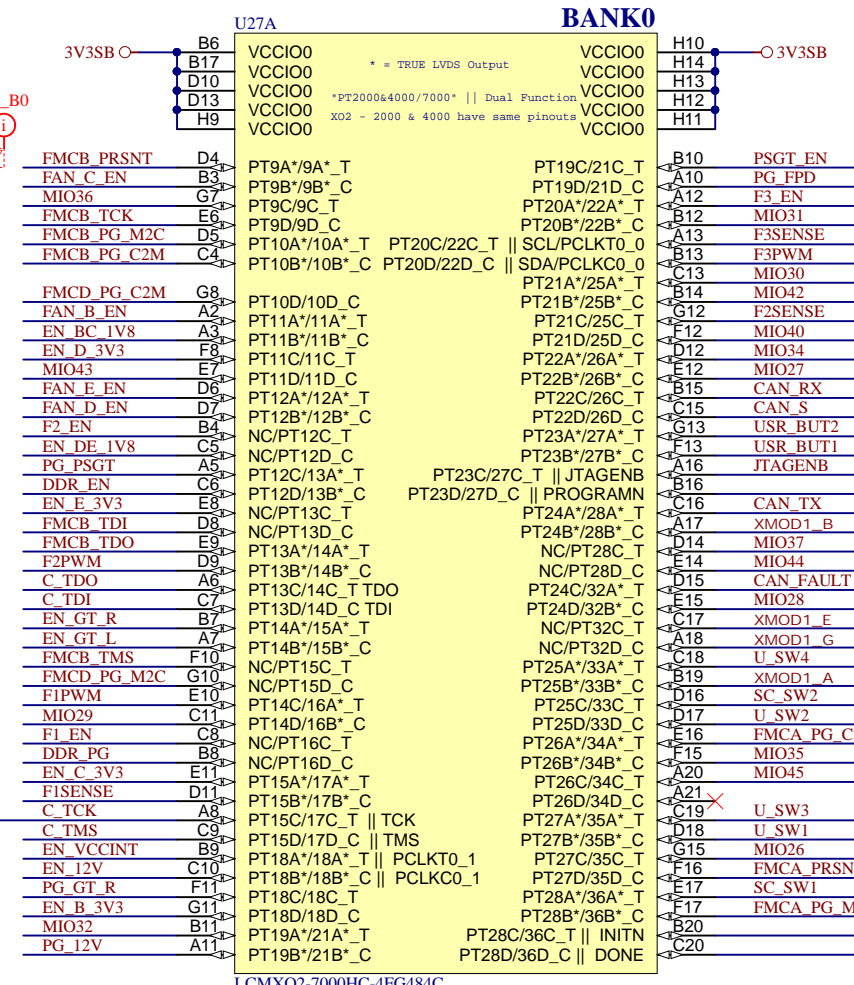 U27A BANK0
3V3SB B6 VCCIO0 VCCIO0 H10 3V3SB
B17 VCCIO0 * = TRUE LVDS Output VCCIO0 H14
D10 VCCIO0 VCCIO0 H13
_B0 D13 VCCIO0 "PT2000&4000/7000" || Dual Function VCCIO0 H12
i H9 VCCIO0 XO2 - 2000 & 4000 have same pinouts VCCIO0 H11
FMCB_PRSNT D4 PT9A*/9A*_T PT19C/21C_T B10 PSGT_EN
FAN_C_EN B3 PT9B*/9B*_C PT19D/21D_C A10 PG_FPD
MIO36 G7 PT9C/9C_T PT20A*/22A*_T A12 F3_EN
FMCB_TCK E6 PT9D/9D_C PT20B*/22B*_C B12 MIO31
FMCB_PG_M2C D5 PT10A*/10A*_T PT20C/22C_T || SCL/PCLKT0_0 A13 F3SENSE
FMCB_PG_C2M C4 PT10B*/10B*_C PT20D/22D_C || SDA/PCLKC0_0 B13 F3PWM
PT21A*/25A*_T C13 MIO30
FMCD_PG_C2M G8 PT10D/10D_C PT21B*/25B*_C B14 MIO42
FAN_B_EN A2 PT11A*/11A*_T PT21C/25C_T G12 F2SENSE
EN_BC_1V8 A3 PT11B*/11B*_C PT21D/25D_C F12 MIO40
EN_D_3V3 F8 PT11C/11C_T PT22A*/26A*_T D12 MIO34
MIO43 E7 PT11D/11D_C PT22B*/26B*_C E12 MIO27
FAN_E_EN D6 PT12A*/12A*_T PT22C/26C_T B15 CAN_RX
FAN_D_EN D7 PT12B*/12B*_C PT22D/26D_C C15 CAN_S
F2_EN B4 NC/PT12C_T PT23A*/27A*_T G13 USR_BUT2
EN_DE_1V8 C5 NC/PT12D_C PT23B*/27B*_C F13 USR_BUT1
PG_PSGT A5 PT12C/13A*_T PT23C/27C_T || JTAGENB A16 JTAGENB
DDR_EN C6 PT12D/13B*_C PT23D/27D_C || PROGRAMN B16
EN_E_3V3 E8 NC/PT13C_T PT24A*/28A*_T C16 CAN_TX
FMCB_TDI D8 NC/PT13D_C PT24B*/28B*_C A17 XMOD1_B
FMCB_TDO E9 PT13A*/14A*_T NC/PT28C_T D14 MIO37
F2PWM D9 PT13B*/14B*_C NC/PT28D_C E14 MIO44
C_TDO A6 PT13C/14C_T TDO PT24C/32A*_T D15 CAN_FAULT
C_TDI C7 PT13D/14D_C TDI PT24D/32B*_C E15 MIO28
EN_GT_R B7 PT14A*/15A*_T NC/PT32C_T C17 XMOD1_E
EN_GT_L A7 PT14B*/15B*_C NC/PT32D_C A18 XMOD1_G
FMCB_TMS F10 NC/PT15C_T PT25A*/33A*_T C18 U_SW4
FMCD_PG_M2C G10 NC/PT15D_C PT25B*/33B*_C B19 XMOD1_A
F1PWM E10 PT14C/16A*_T PT25C/33C_T D16 SC_SW2
MIO29 C11 PT14D/16B*_C PT25D/33D_C D17 U_SW2
F1_EN C8 NC/PT16C_T PT26A*/34A*_T E16 FMCA_PG_C
DDR_PG B8 NC/PT16D_C PT26B*/34B*_C F15 MIO35
EN_C_3V3 E11 PT15A*/17A*_T PT26C/34C_T A20 MIO45
F1SENSE D11 PT15B*/17B*_C PT26D/34D_C A21
C_TCK A8 PT15C/17C_T || TCK PT27A*/35A*_T C19 U_SW3
C_TMS C9 PT15D/17D_C || TMS PT27B*/35B*_C D18 U_SW1
EN_VCCINT B9 PT18A*/18A*_T || PCLKT0_1 PT27C/35C_T G15 MIO26
EN_12V C10 PT18B*/18B*_C || PCLKC0_1 PT27D/35D_C F16 FMCA_PRSN
PG_GT_R F11 PT18C/18C_T PT28A*/36A*_T E17 SC_SW1
EN_B_3V3 G11 PT18D/18D_C PT28B*/36B*_C F17 FMCA_PG_M
MIO32 B11 PT19A*/21A*_T PT28C/36C_T || INITN B20
PG_12V A11 PT19B*/21B*_C PT28D/36D_C || DONE C20
LCMXO2-7000HC-4FG484C